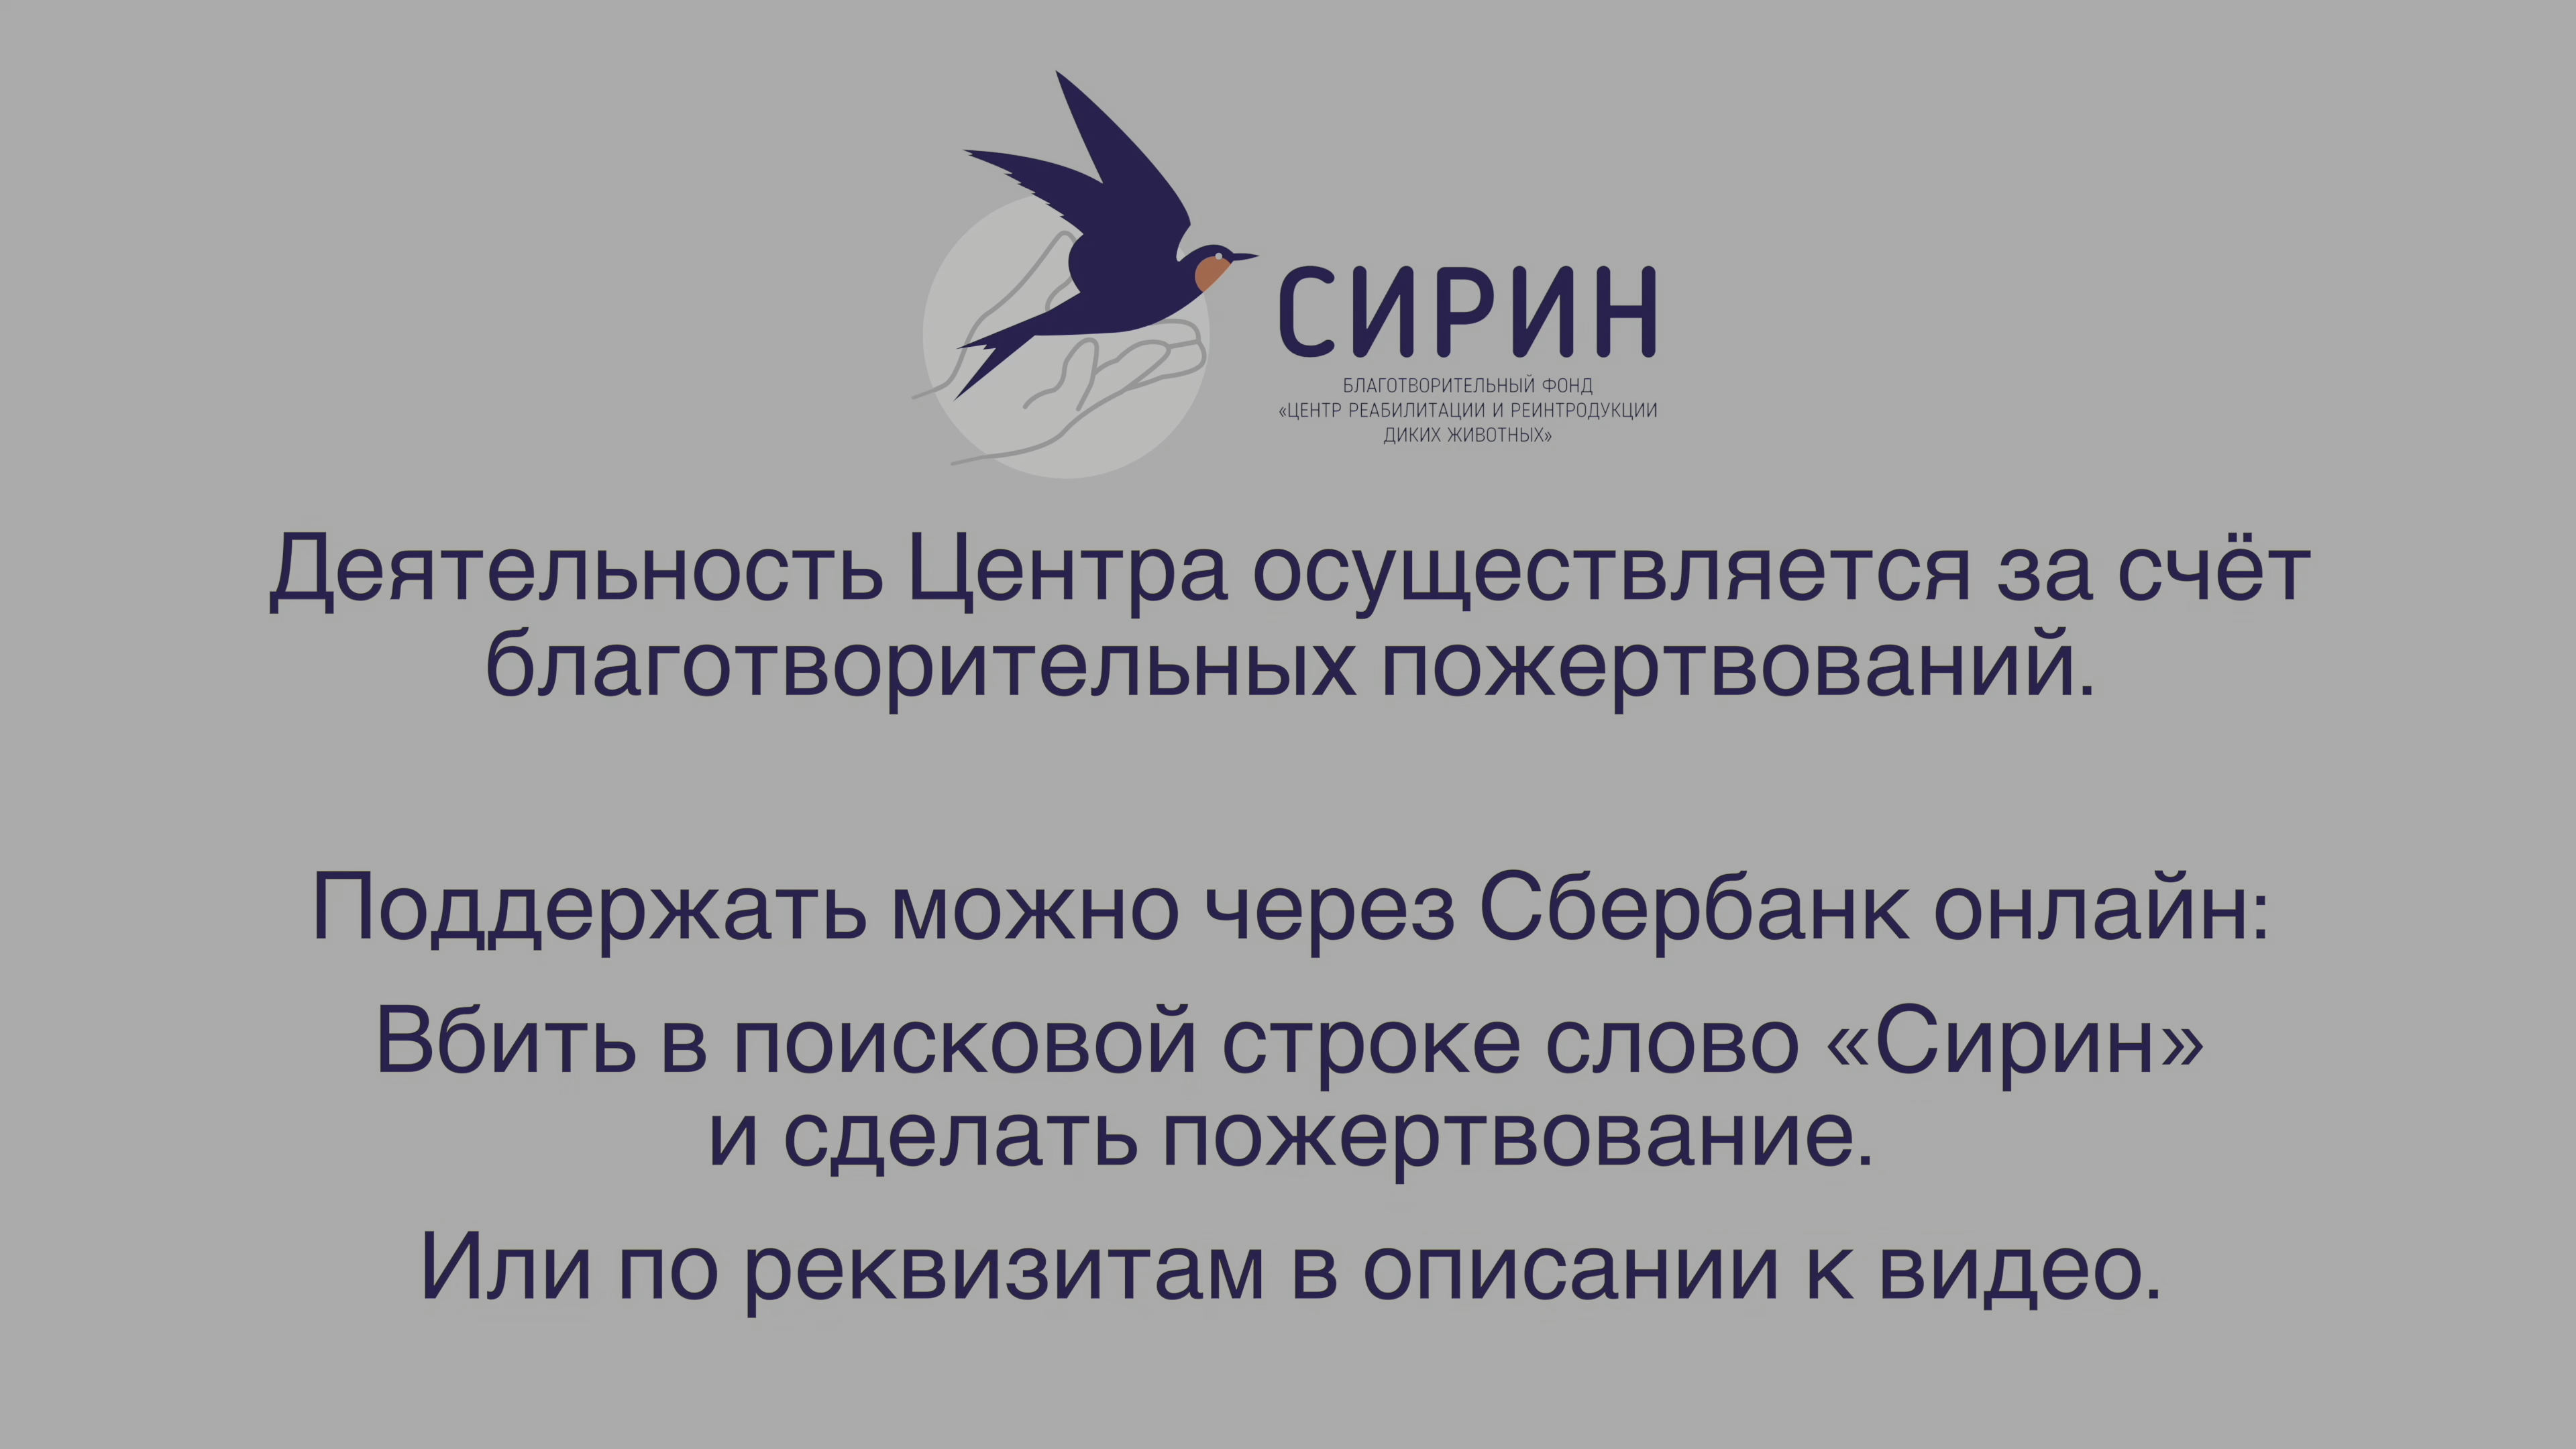 СИРИН
БЛАГОТВОРИТЕЛЬНЫЙ ФОНД
«ЦЕНТР РЕАБИЛИТАЦИИ И РЕИНТРОДУКЦИИ
ДИКИХ ЖИВОТНЫХ»
Деятельность Центра осуществляется за счёт
благотворительных пожертвований.
Поддержать можно через Сбербанк онлайн:
Вбить в поисковой строке слово «Сирин»
и сделать пожертвование.
Или по реквизитам в описании к видео.